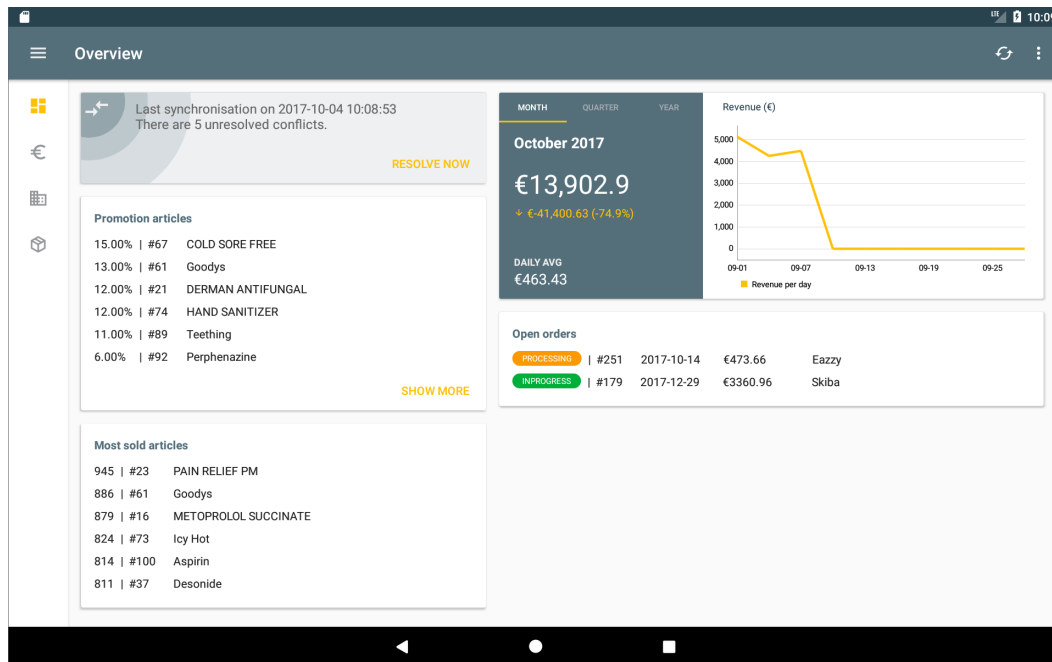 LTE 10:09
Overview
Last synchronisation on 2017-10-04 10:08:53
There are 5 unresolved conflicts.
RESOLVE NOW
Promotion articles
15.00% | #67 COLD SORE FREE
13.00% | #61 Goodys
12.00% | #21 DERMAN ANTIFUNGAL
12.00% | #74 HAND SANITIZER
11.00% | #89 Teething
6.00% | #92 Perphenazine
SHOW MORE
Most sold articles
945 | #23 PAIN RELIEF PM
886 | #61 Goodys
879 | #16 METOPROLOL SUCCINATE
824 | #73 Icy Hot
814 | #100 Aspirin
811 | #37 Desonide
MONTH QUARTER YEAR
October 2017
€13,902.9
€-41,400.63 (-74.9%)
DAILY AVG
€463.43
Revenue (€)
5,000
4,000
3,000
2,000
1,000
0
09-01 09-07 09-13 09-19 09-25
Revenue per day
Open orders
PROCESSING | #251 2017-10-14 €473.66 Eazzy
INPROGRESS | #179 2017-12-29 €3360.96 Skiba